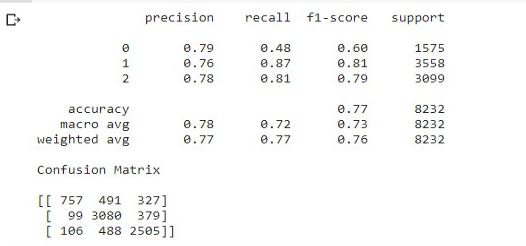 precision recall f1-score support
0 0.79 0.48 0.60 1575
1 0.76 0.87 0.81 3558
2 0.78 0.81 0.79 3099
accuracy 0.77 8232
macro avg 0.78 0.72 0.73 8232
weighted avg 0.77 0.77 0.76 8232
Confusion Matrix
[[ 757 491 327]
[ 99 3080 379]
[ 106 488 2505]]